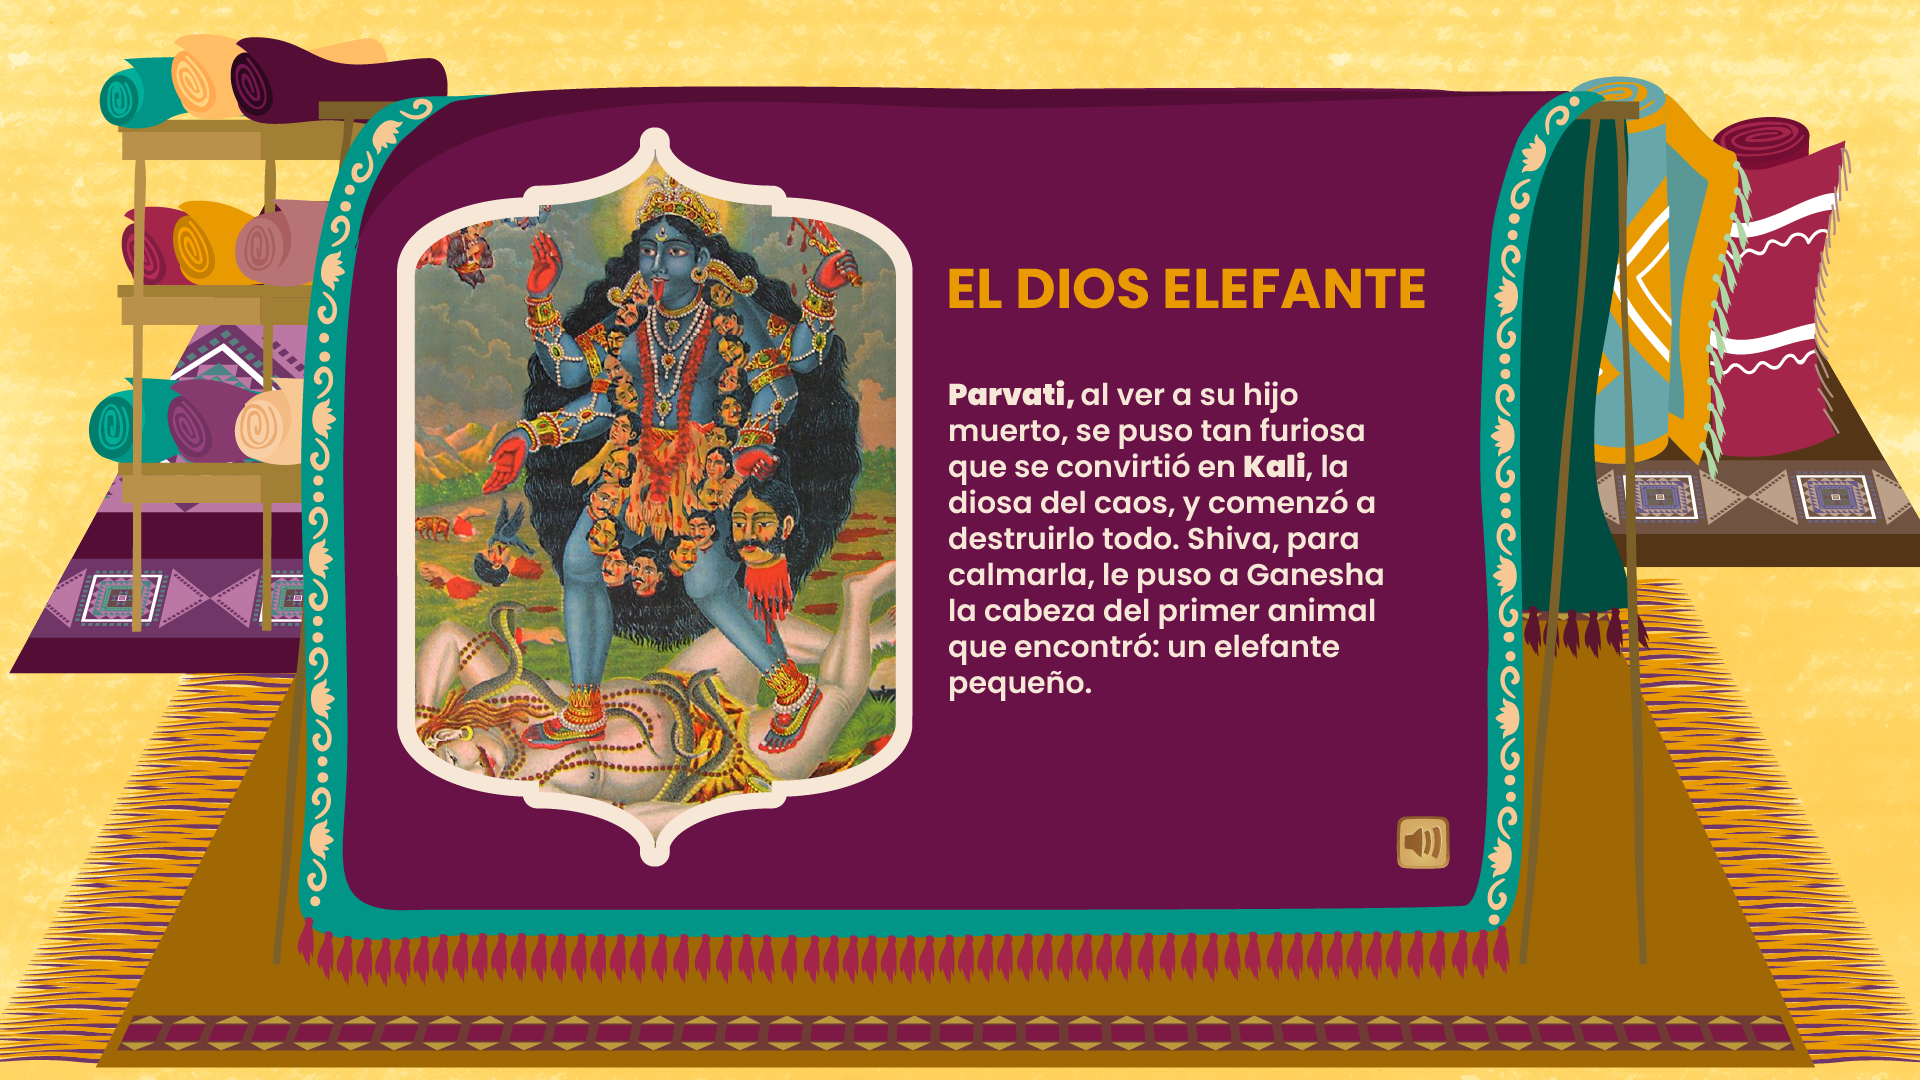 EL DIOS ELEFANTE
Parvati, al ver a su hijo
muerto, se puso tan furiosa
que se convirtió en Kali, la
diosa del caos, y comenzó a
destruirlo todo. Shiva, para
calmarla, le puso a Ganesha
la cabeza del primer animal
que encontró: un elefante
pequeño.